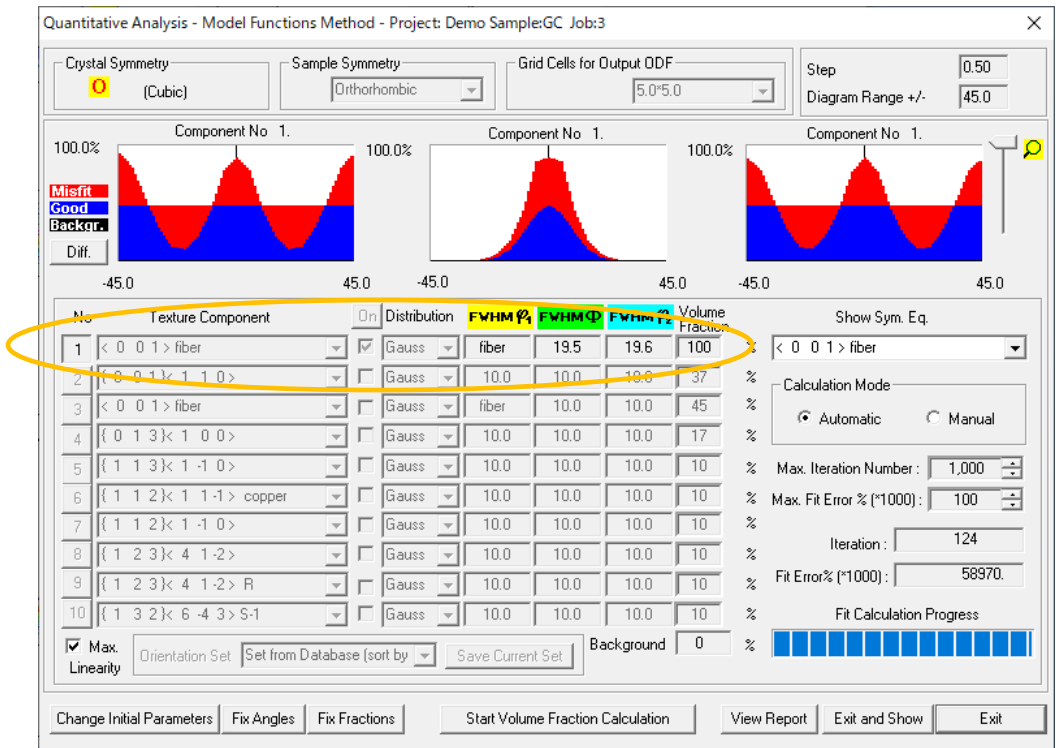 Quantitative Analysis - Model Functions Method - Project: Demo Sample:GC Job:3
Crystal Symmetry
O (Cubic)
Sample Symmetry
Orthorhombic
Grid Cells for Output ODF
5.0*5.0
Step 0.50
Diagram Range +/- 45.0
Component No 1.
Component No 1.
Component No 1.
100.0%
100.0%
100.0%
Misfit
Good
Backgr.
Diff.
-45.0 45.0 -45.0 45.0 -45.0 45.0
No Texture Component On Distribution FWHM φ1 FWHM Φ FWHM φ2 Volume Fraction
1 < 0 0 1 > fiber Gauss fiber 19.5 19.6 100 %
2 { 0 0 1 }< 1 1 0 > Gauss 10.0 10.0 10.0 37 %
3 < 0 0 1 > fiber Gauss fiber 10.0 10.0 45 %
4 { 0 1 3 }< 1 0 0 > Gauss 10.0 10.0 10.0 17 %
5 { 1 1 3 }< 1 -1 0 > Gauss 10.0 10.0 10.0 10 %
6 { 1 1 2 }< 1 1 -1 > copper Gauss 10.0 10.0 10.0 10 %
7 { 1 1 2 }< 1 -1 0 > Gauss 10.0 10.0 10.0 10 %
8 { 1 2 3 }< 4 1 -2 > Gauss 10.0 10.0 10.0 10 %
9 { 1 2 3 }< 4 1 -2 > R Gauss 10.0 10.0 10.0 10 %
10 { 1 3 2 }< 6 -4 3 > S-1 Gauss 10.0 10.0 10.0 10 %
Max. Linearity
Orientation Set
Set from Database (sort by
Save Current Set
Background 0 %
Show Sym. Eq.
< 0 0 1 > fiber
Calculation Mode
Automatic Manual
Max. Iteration Number : 1,000
Max. Fit Error % (*1000) : 100
Iteration : 124
Fit Error% (*1000) : 58970.
Fit Calculation Progress
Change Initial Parameters
Fix Angles
Fix Fractions
Start Volume Fraction Calculation
View Report
Exit and Show
Exit